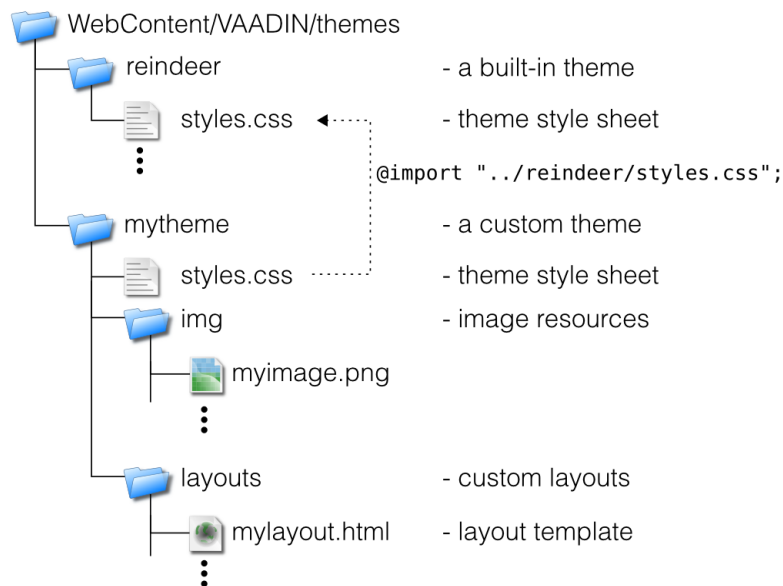 WebContent/VAADIN/themes
reindeer - a built-in theme
styles.css - theme style sheet
@import "../reindeer/styles.css";
mytheme - a custom theme
styles.css - theme style sheet
img - image resources
myimage.png
layouts - custom layouts
mylayout.html - layout template